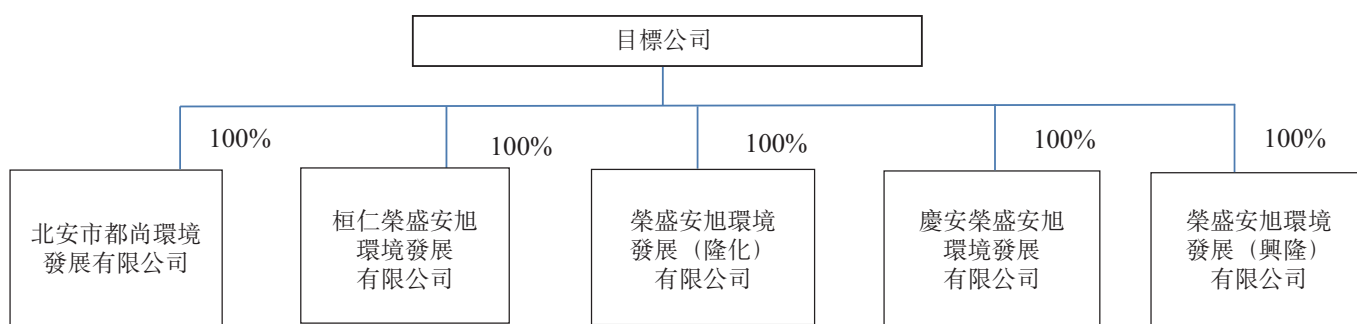 目標公司
100%
100%
100%
100%
100%
北安市都尚環境
發展有限公司
桓仁榮盛安旭
環境發展
有限公司
榮盛安旭環境
發展（隆化）
有限公司
慶安榮盛安旭
環境發展
有限公司
榮盛安旭環境
發展（興隆）
有限公司